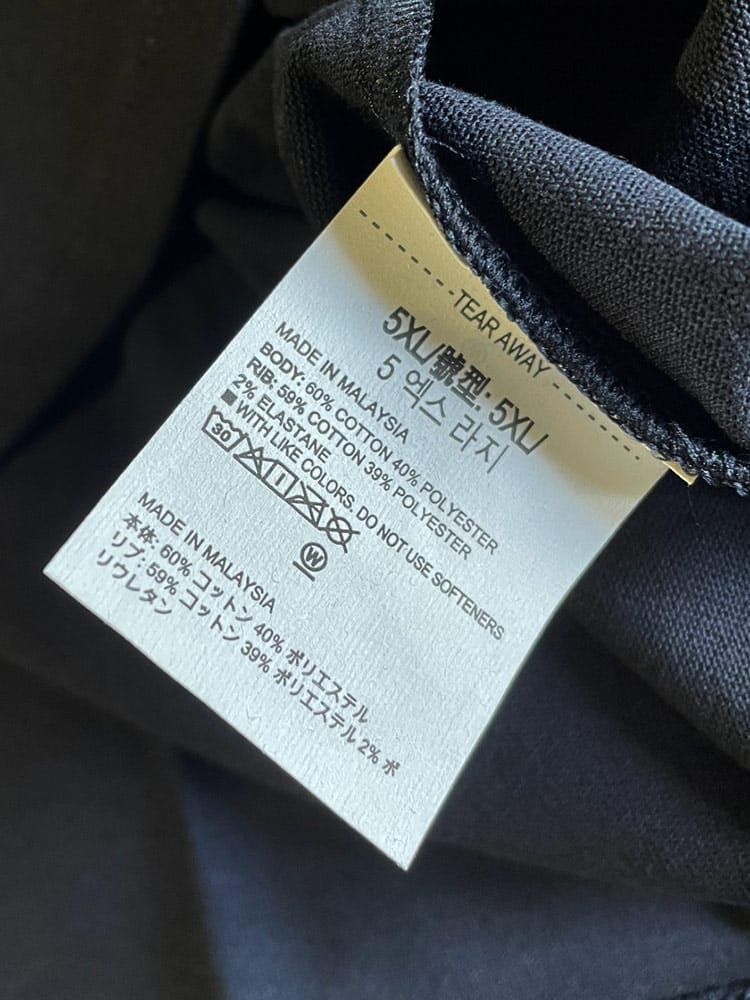 TEAR AWAY
5XL/號型: 5XL/
5 엑스 라지
MADE IN MALAYSIA
BODY: 60% COTTON 40% POLYESTER
RIB: 59% COTTON 39% POLYESTER
2% ELASTANE
■WITH LIKE COLORS, DO NOT USE SOFTENERS
30
W
MADE IN MALAYSIA
本体: 60% コットン 40% ポリエステル
リブ: 59% コットン 39% ポリエステル 2% ポ
リウレタン